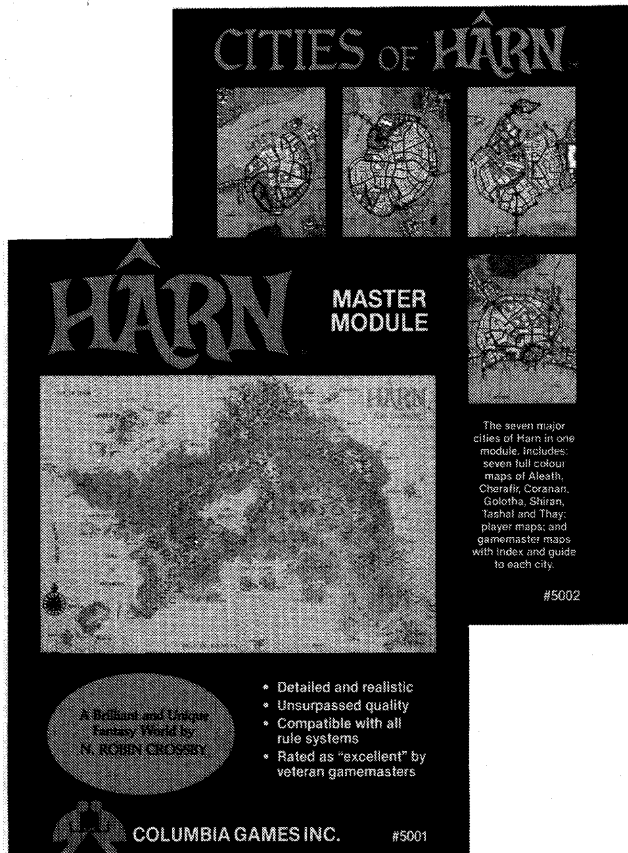 CITIES OF HÂRN
HÂRN
MASTER
MODULE
HÂRN
The seven major
cities of Harn in one
module. Includes:
seven full colour
maps of Aleath,
Cherafir, Coranan,
Golotha, Shiran,
Tashal and Thay;
player maps; and
gamemaster maps
with index and guide
to each city.
#5002
A Brilliant and Unique
Fantasy World by
N. ROBIN CROSSBY
• Detailed and realistic
• Unsurpassed quality
• Compatible with all
rule systems
• Rated as "excellent" by
veteran gamemasters
COLUMBIA GAMES INC.
#5001